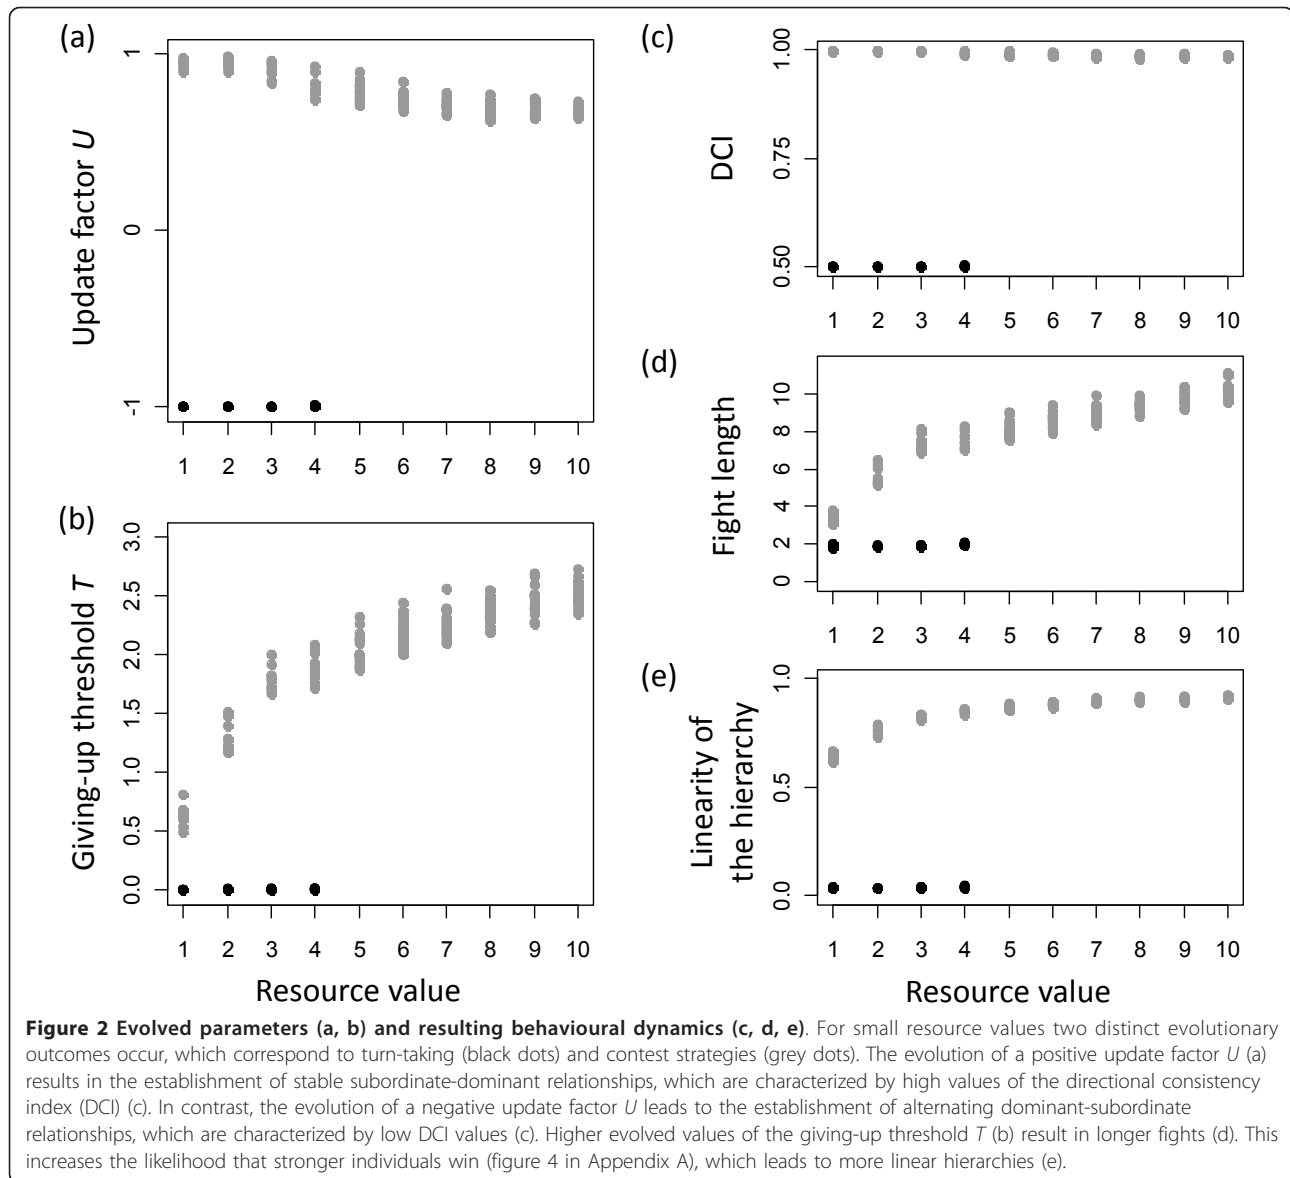 (a)
1
0
-1
Update factor U
1 2 3 4 5 6 7 8 9 10
(b)
3.0
2.5
2.0
1.5
1.0
0.5
0.0
Giving-up threshold T
1 2 3 4 5 6 7 8 9 10
Resource value
(c)
1.00
0.75
0.50
DCI
1 2 3 4 5 6 7 8 9 10
(d)
10
8
6
4
2
0
Fight length
1 2 3 4 5 6 7 8 9 10
(e)
1.0
0.5
0.0
Linearity of
the hierarchy
1 2 3 4 5 6 7 8 9 10
Resource value
Figure 2 Evolved parameters (a, b) and resulting behavioural dynamics (c, d, e). For small resource values two distinct evolutionary
outcomes occur, which correspond to turn-taking (black dots) and contest strategies (grey dots). The evolution of a positive update factor U (a)
results in the establishment of stable subordinate-dominant relationships, which are characterized by high values of the directional consistency
index (DCI) (c). In contrast, the evolution of a negative update factor U leads to the establishment of alternating dominant-subordinate
relationships, which are characterized by low DCI values (c). Higher evolved values of the giving-up threshold T (b) result in longer fights (d). This
increases the likelihood that stronger individuals win (figure 4 in Appendix A), which leads to more linear hierarchies (e).